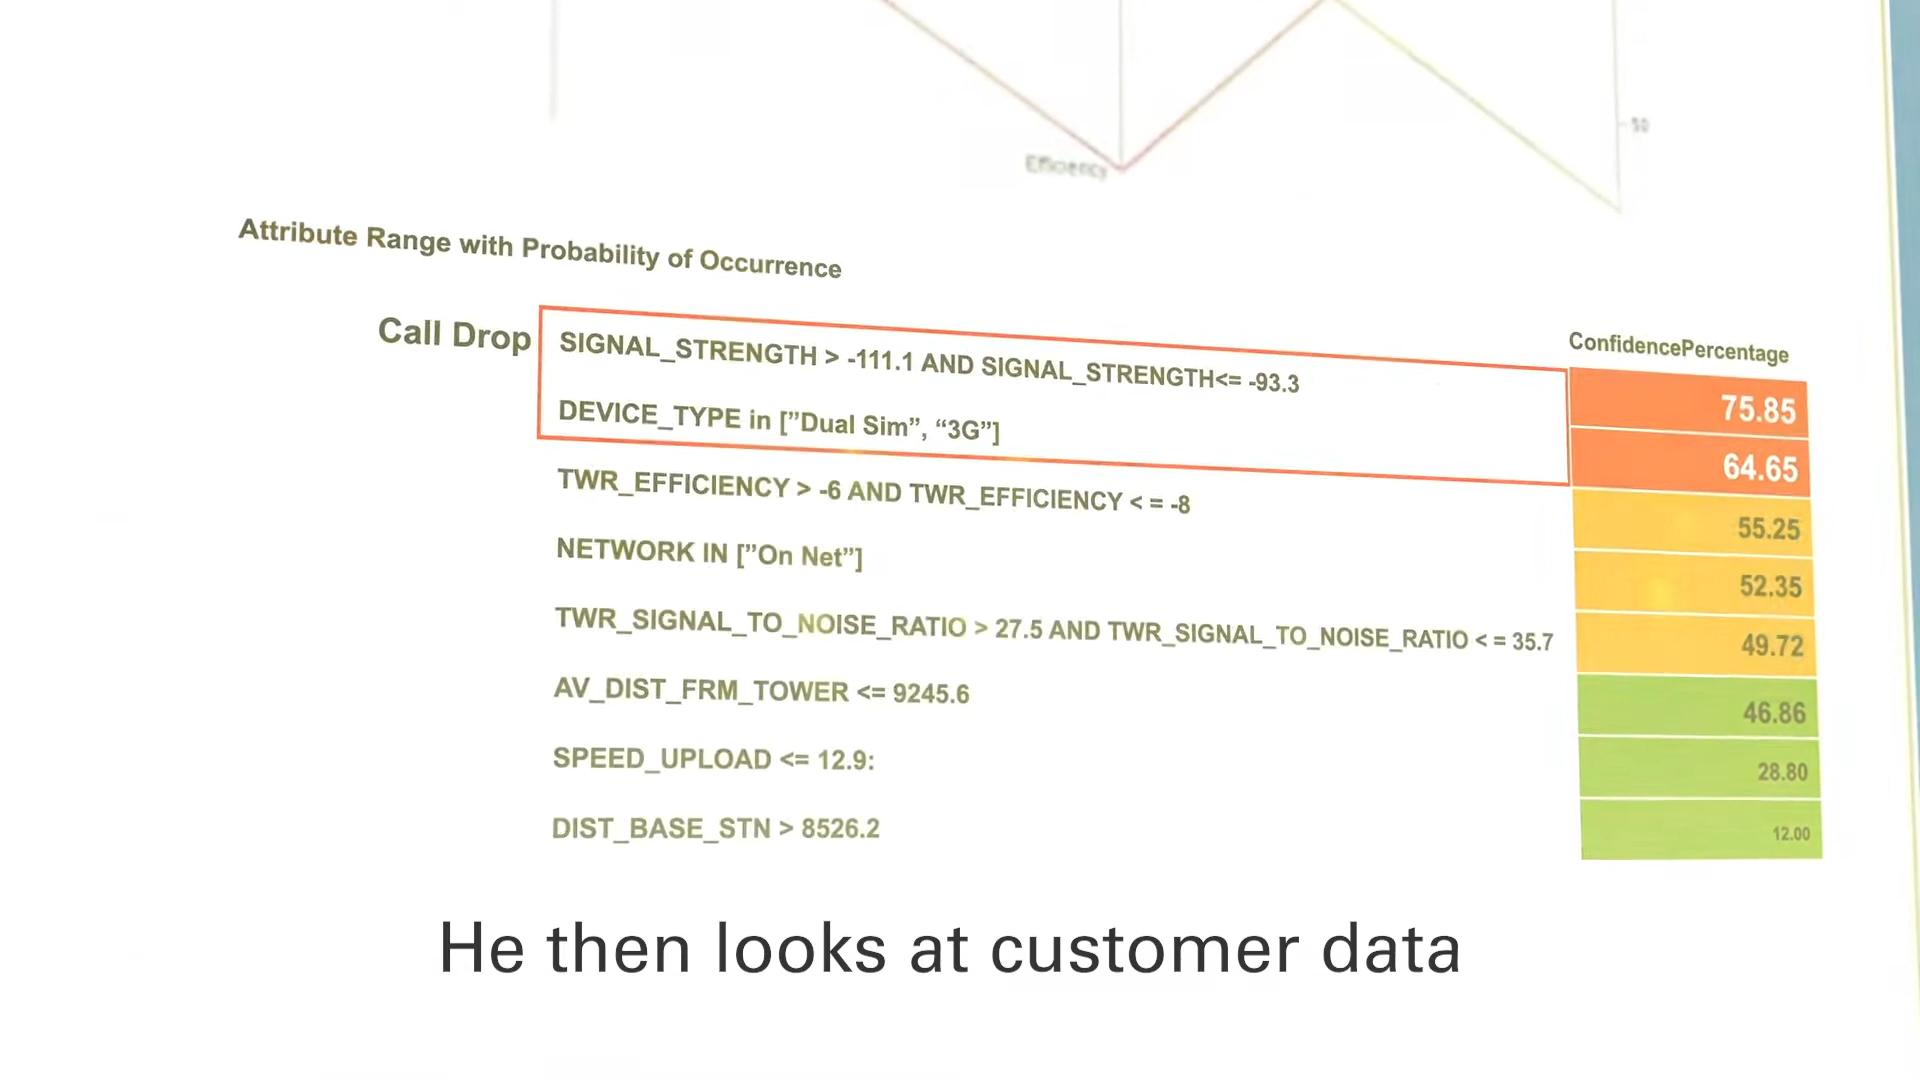 50
Efficiency
Attribute Range with Probability of Occurrence
ConfidencePercentage
Call Drop
SIGNAL_STRENGTH > -111.1 AND SIGNAL_STRENGTH<= -93.3
75.85
DEVICE_TYPE in [”Dual Sim”, “3G”]
64.65
TWR_EFFICIENCY > -6 AND TWR_EFFICIENCY < = -8
55.25
NETWORK IN [”On Net”]
52.35
TWR_SIGNAL_TO_NOISE_RATIO > 27.5 AND TWR_SIGNAL_TO_NOISE_RATIO < = 35.7
49.72
AV_DIST_FRM_TOWER <= 9245.6
46.86
SPEED_UPLOAD <= 12.9:
28.80
DIST_BASE_STN > 8526.2
12.00
He then looks at customer data